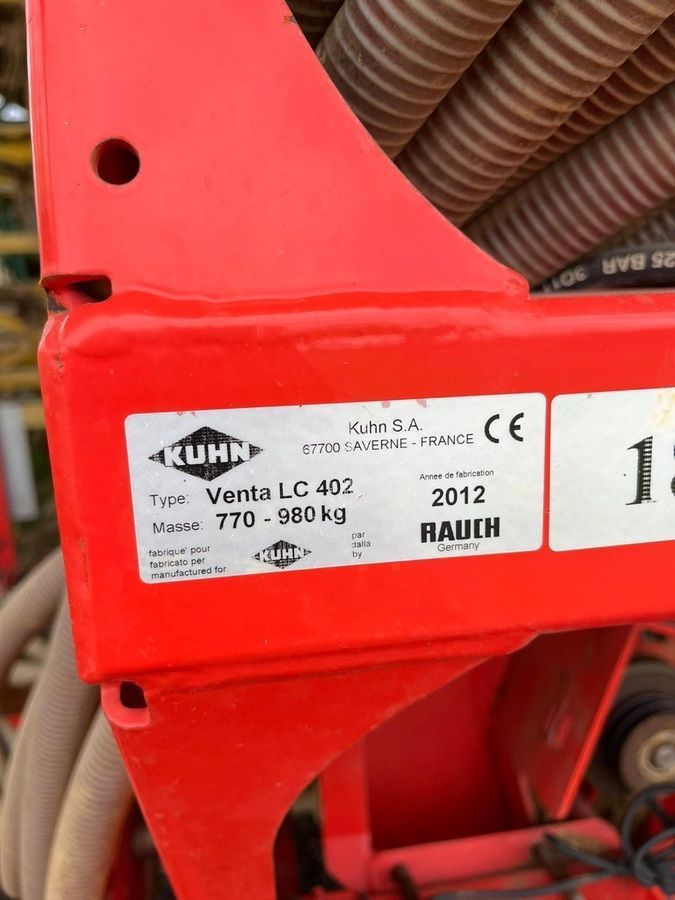 25 BAR
KUHN
Kuhn S.A.
67700 SAVERNE - FRANCE
CE
Type: Venta LC 402
Masse: 770 - 980 kg
Annee de fabrication
2012
fabrique' pour
fabricato per
manufactured for
KUHN
par
dalla
by
RAUCH
Germany